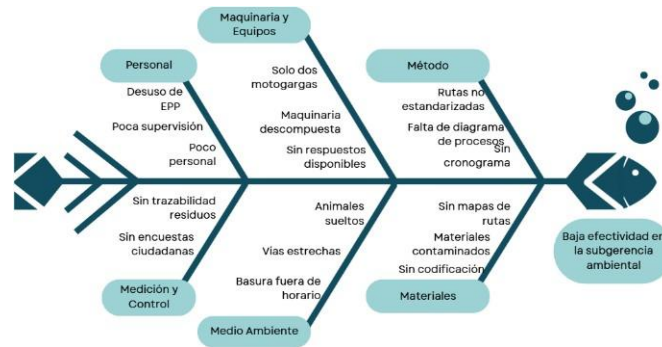 Maquinaria y
Equipos
Personal
Método
Solo dos
motogargas
Desuso de
EPP
Rutas no
estandarizadas
Poca supervisión
Maquinaria
descompuesta
Falta de diagrama
de procesos
Poco
personal
Sin respuestos
disponibles
Sin
cronograma
Sin trazabilidad
residuos
Animales
sueltos
Sin mapas de
rutas
Sin encuestas
ciudadanas
Vias estrechas
Materiales
contaminados
Baja efectividad en
la subgerencia
ambiental
Sin codificación
Basura fuera de
horario
Medición y
Control
Materiales
Medio Ambiente